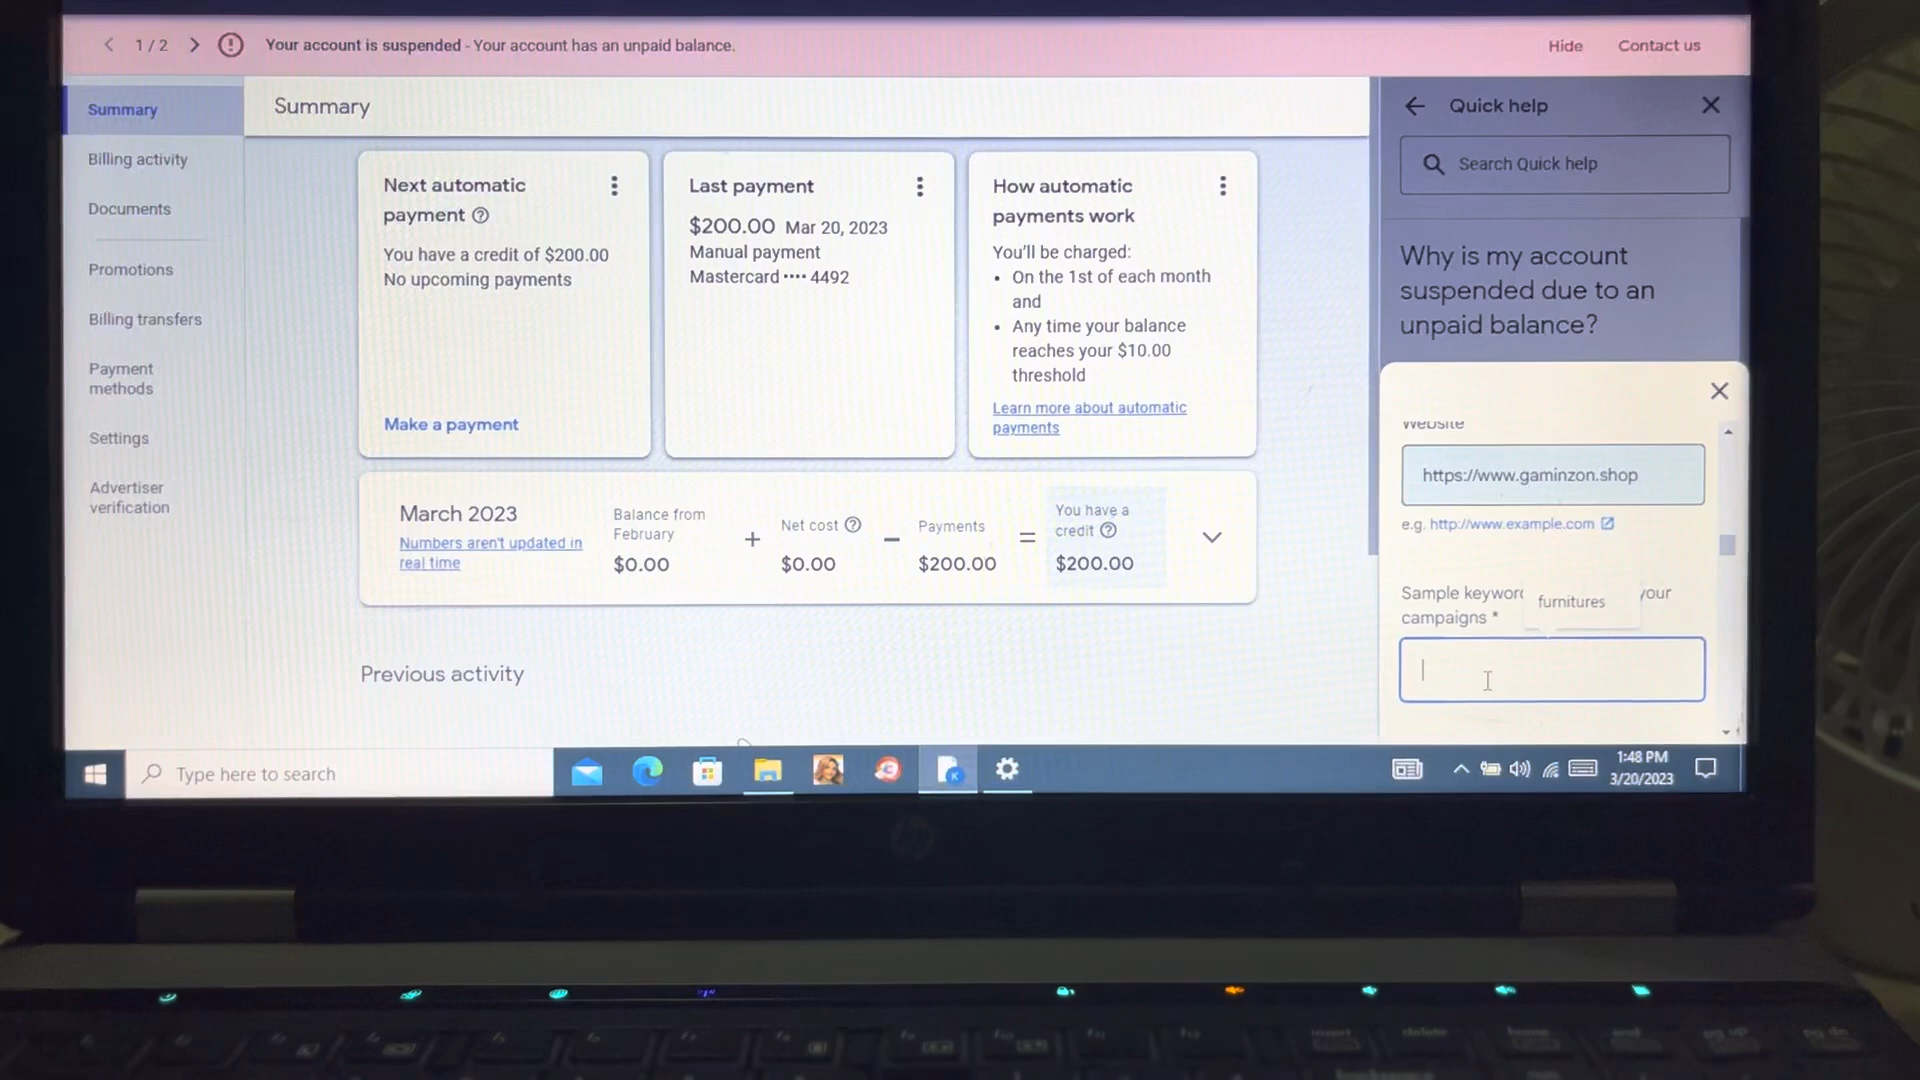 1 / 2 Your account is suspended - Your account has an unpaid balance. Hide Contact us
Summary
Billing activity
Documents
Promotions
Billing transfers
Payment
methods
Settings
Advertiser
verification
Summary
Next automatic
payment
You have a credit of $200.00
No upcoming payments
Make a payment
Last payment
$200.00 Mar 20, 2023
Manual payment
Mastercard •••• 4492
How automatic
payments work
You'll be charged:
• On the 1st of each month
and
• Any time your balance
reaches your $10.00
threshold
Learn more about automatic
payments
March 2023
Numbers aren't updated in
real time
Balance from
February
$0.00
+
Net cost
$0.00
−
Payments
$200.00
=
You have a
credit
$200.00
Previous activity
Quick help
Search Quick help
Why is my account
suspended due to an
unpaid balance?
Website
https://www.gaminzon.shop
e.g. http://www.example.com
Sample keywor your
furnitures
campaigns *
Type here to search
1:48 PM
3/20/2023
hp